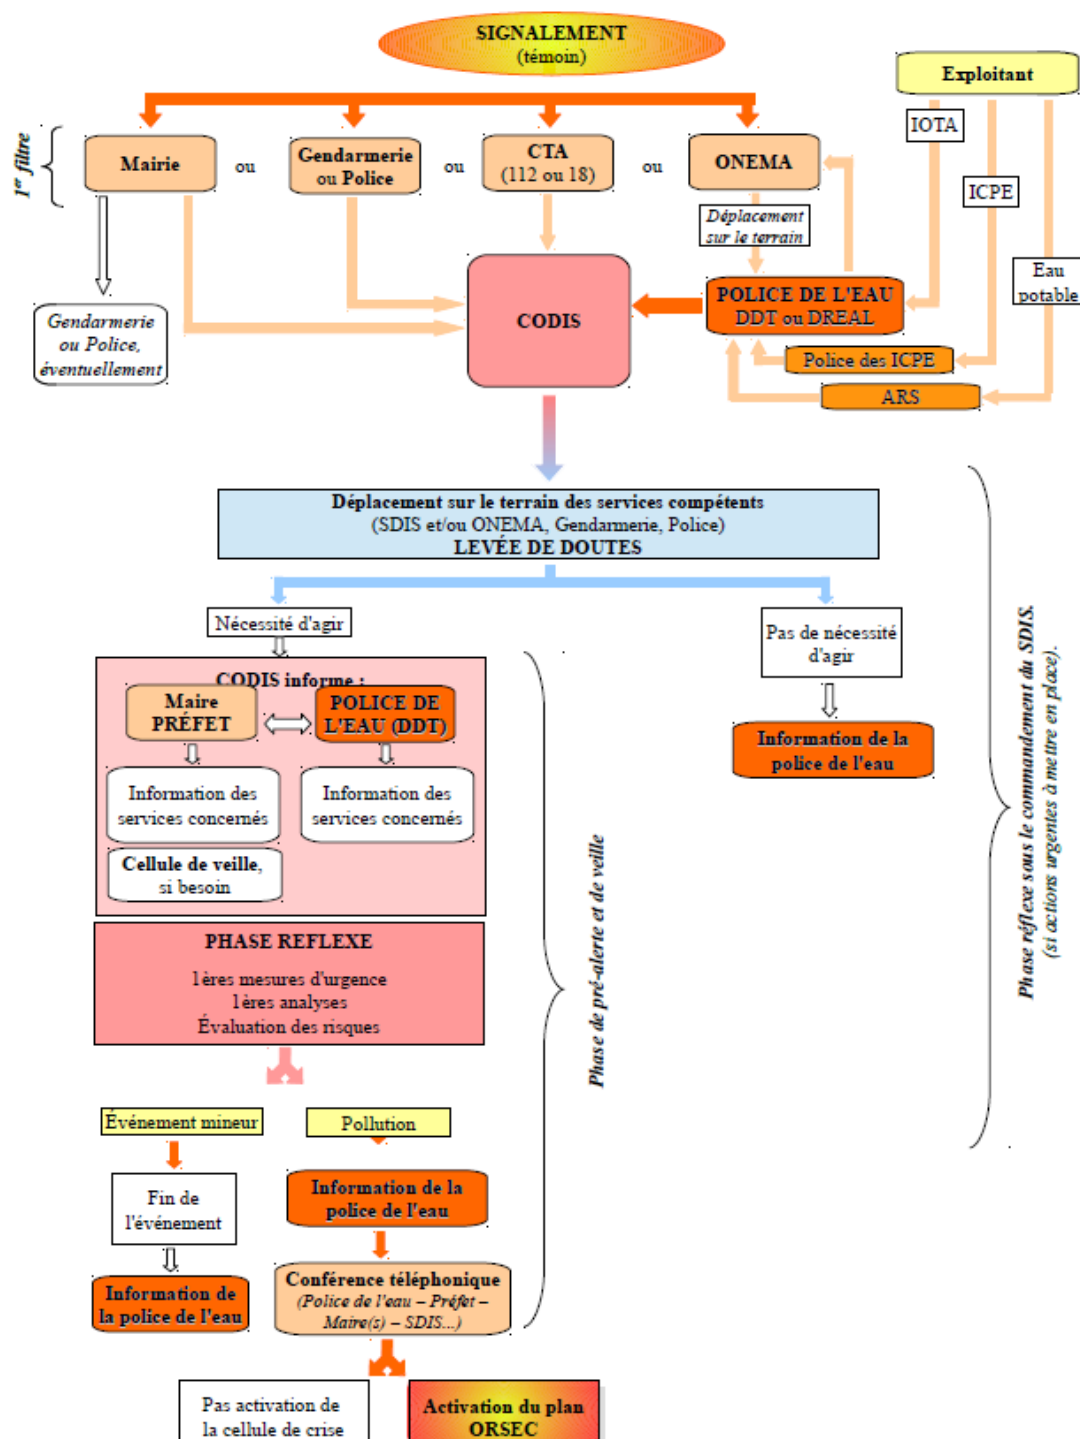 SIGNALEMENT
(témoin)
Exploitant
IOTA
ICPE
Eau
potable
1er filtre
Mairie
ou
Gendarmerie
ou Police
ou
CTA
(112 ou 18)
ou
ONEMA
Déplacement
sur le terrain
Gendarmerie
ou Police,
éventuellement
CODIS
POLICE DE L'EAU
DDT ou DREAL
Police des ICPE
ARS
Déplacement sur le terrain des services compétents
(SDIS et/ou ONEMA, Gendarmerie, Police)
LEVÉE DE DOUTES
Nécessité d'agir
Pas de nécessité
d'agir
Information de la
police de l'eau
CODIS informe :
Maire
PRÉFET
POLICE DE
L'EAU (DDT)
Information des
services concernés
Information des
services concernés
Cellule de veille,
si besoin
PHASE REFLEXE
1ères mesures d'urgence
1ères analyses
Évaluation des risques
Phase de pré-alerte et de veille
Phase réflexe sous le commandement du SDIS.
(si actions urgentes à mettre en place).
Événement mineur
Pollution
Fin de
l'événement
Information de la
police de l'eau
Information de
la police de l'eau
Conférence téléphonique
(Police de l'eau – Préfet –
Maire(s) – SDIS...)
Pas activation de
la cellule de crise
Activation du plan
ORSEC